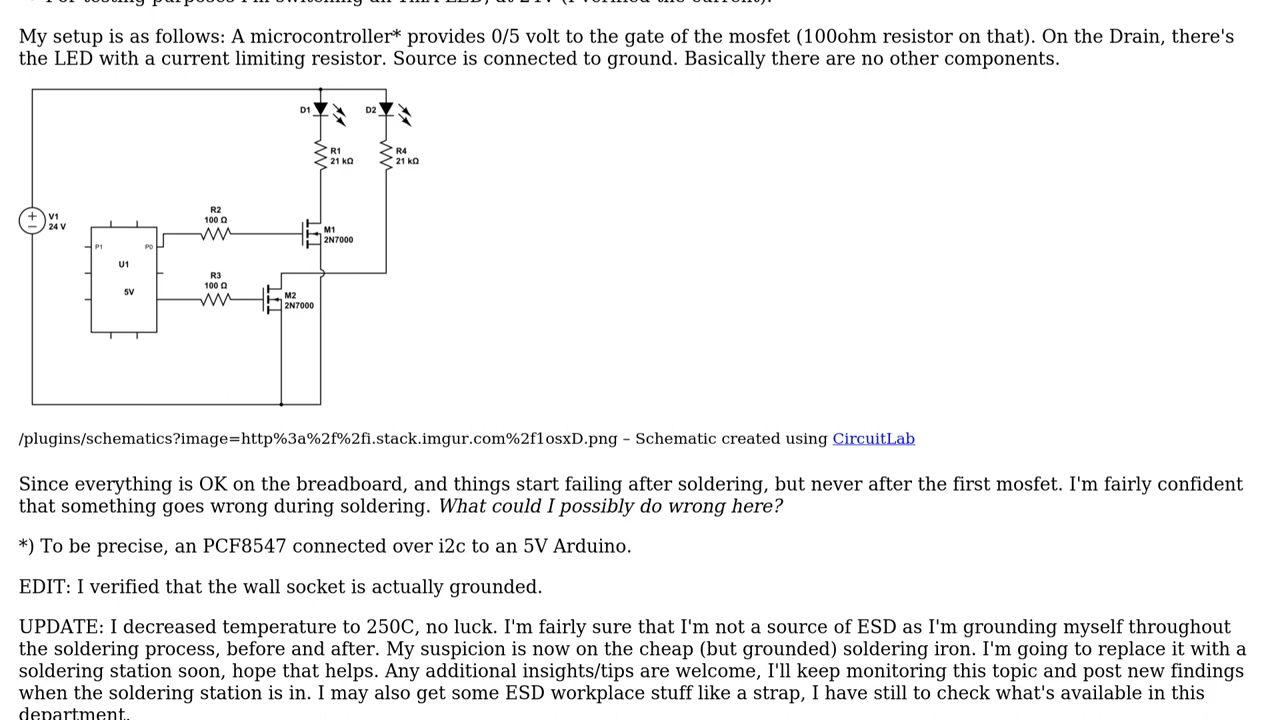 My setup is as follows: A microcontroller* provides 0/5 volt to the gate of the mosfet (100ohm resistor on that). On the Drain, there's
the LED with a current limiting resistor. Source is connected to ground. Basically there are no other components.
D1
D2
R1
21 kΩ
R4
21 kΩ
V1
24 V
R2
100 Ω
M1
2N7000
P1
P0
U1
5V
R3
100 Ω
M2
2N7000
/plugins/schematics?image=http%3a%2f%2fi.stack.imgur.com%2f1osxD.png – Schematic created using CircuitLab
Since everything is OK on the breadboard, and things start failing after soldering, but never after the first mosfet. I'm fairly confident
that something goes wrong during soldering. What could I possibly do wrong here?
*) To be precise, an PCF8547 connected over i2c to an 5V Arduino.
EDIT: I verified that the wall socket is actually grounded.
UPDATE: I decreased temperature to 250C, no luck. I'm fairly sure that I'm not a source of ESD as I'm grounding myself throughout
the soldering process, before and after. My suspicion is now on the cheap (but grounded) soldering iron. I'm going to replace it with a
soldering station soon, hope that helps. Any additional insights/tips are welcome, I'll keep monitoring this topic and post new findings
when the soldering station is in. I may also get some ESD workplace stuff like a strap, I have still to check what's available in this
department.